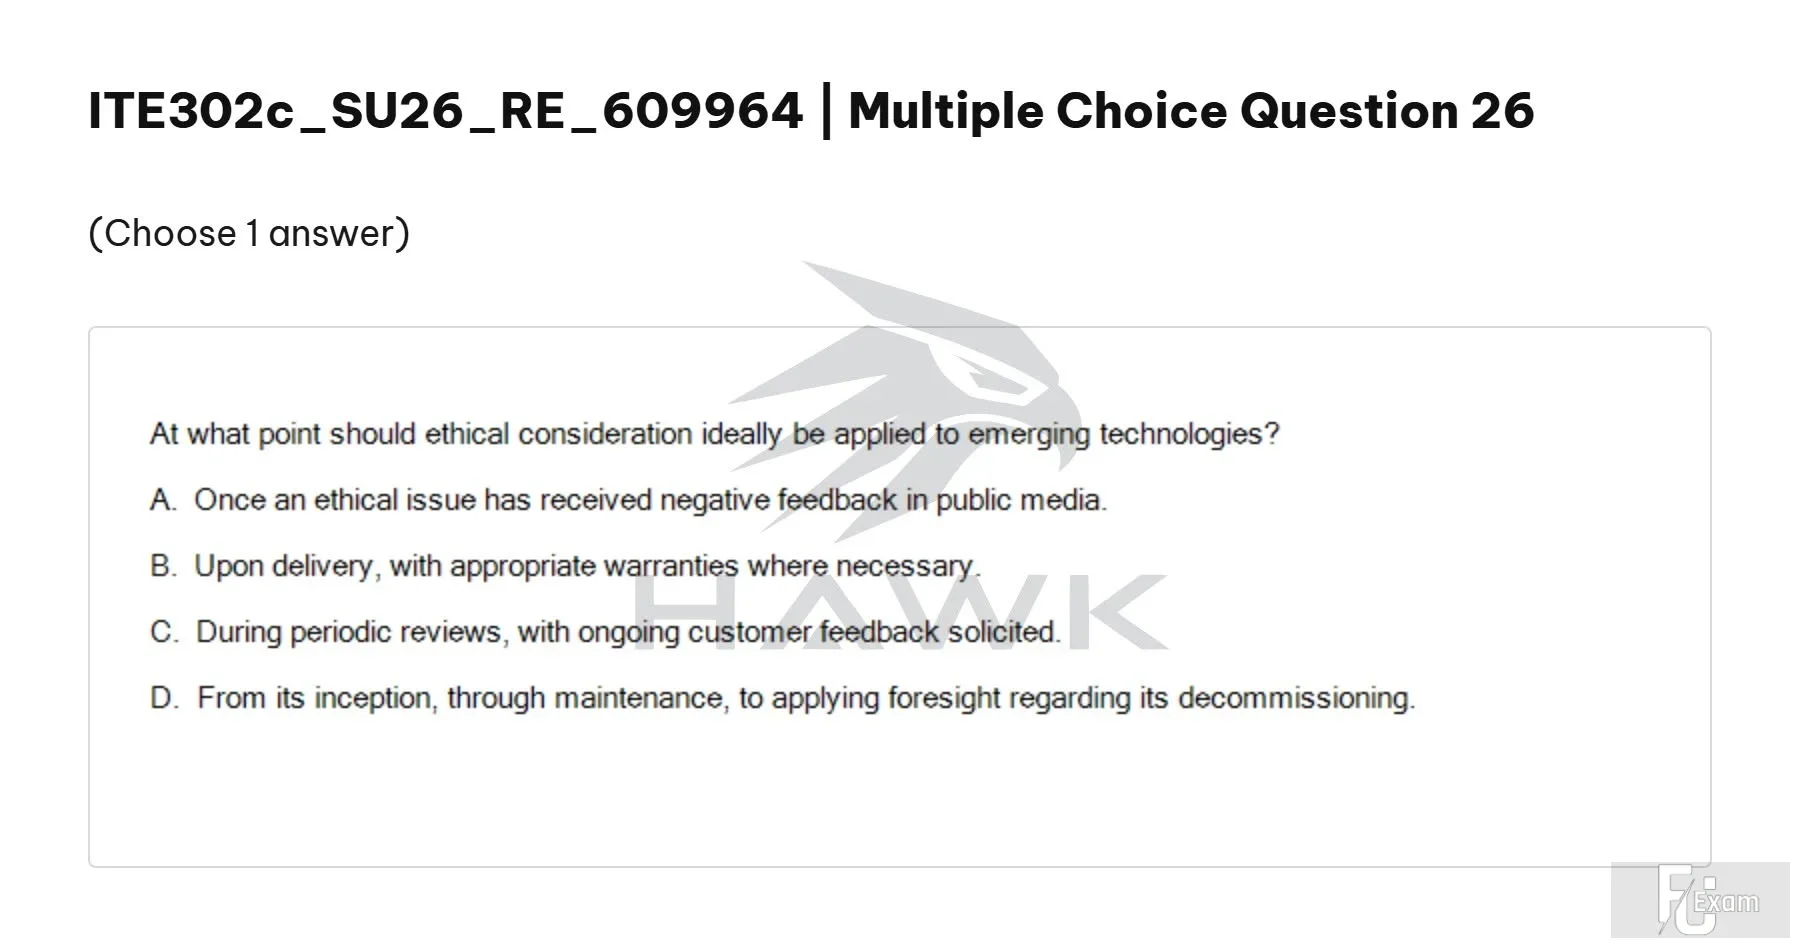 ITE302c_SU26_RE_609964 | Multiple Choice Question 26
(Choose 1 answer)
At what point should ethical consideration ideally be applied to emerging technologies?
A. Once an ethical issue has received negative feedback in public media.
B. Upon delivery, with appropriate warranties where necessary.
C. During periodic reviews, with ongoing customer feedback solicited.
D. From its inception, through maintenance, to applying foresight regarding its decommissioning.
HAWK
FU Exam